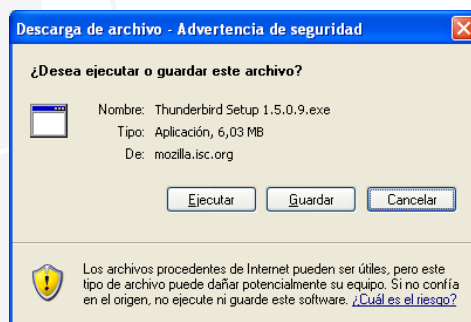 Descarga de archivo - Advertencia de seguridad
¿Desea ejecutar o guardar este archivo?
Nombre: Thunderbird Setup 1.5.0.9.exe
Tipo: Aplicación, 6,03 MB
De: mozilla.isc.org
Ejecutar Guardar Cancelar
Los archivos procedentes de Internet pueden ser útiles, pero este
tipo de archivo puede dañar potencialmente su equipo. Si no confía
en el origen, no ejecute ni guarde este software. ¿Cuál es el riesgo?